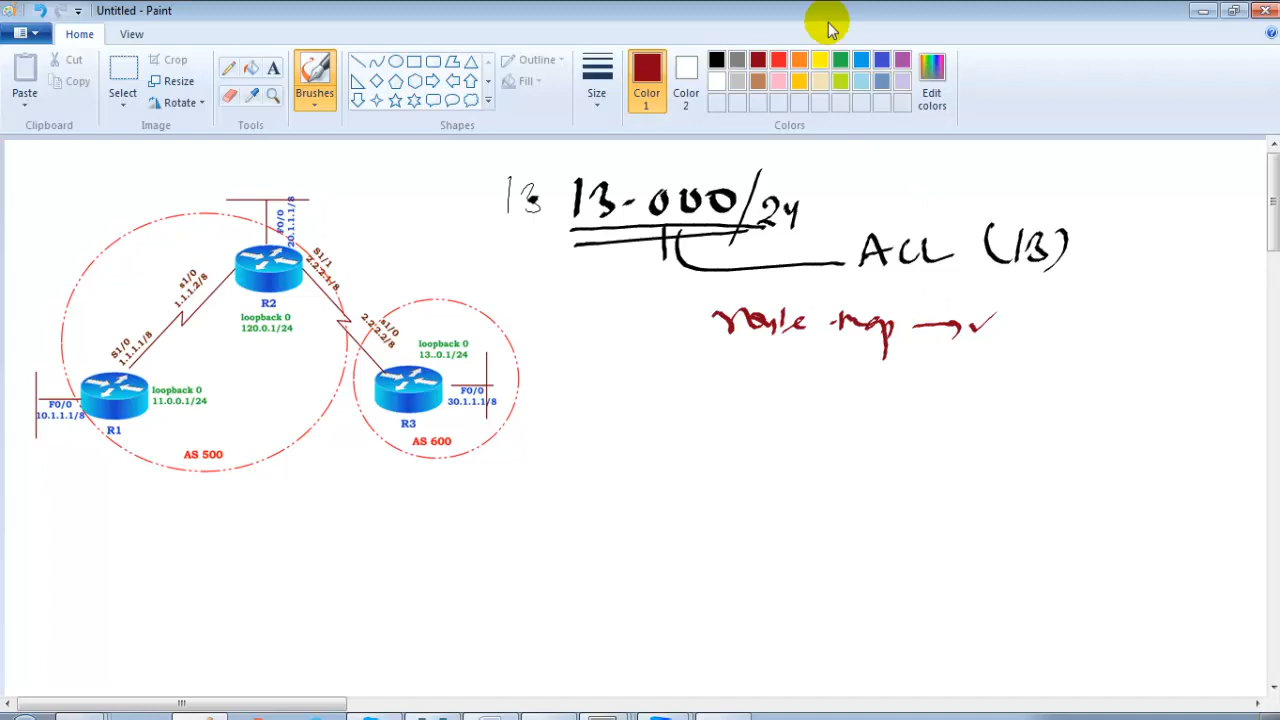 Untitled - Paint
Home
View
Paste
Cut
Copy
Clipboard
Select
Crop
Resize
Rotate
Image
A
Tools
Brushes
Outline
Fill
Shapes
Size
Color 1
Color 2
Colors
Edit colors
13
13.000/24
ACL (13)
route map
F0/0
20.1.1.1/8
s1/0
1.1.1.2/8
S1/1
2.2.2.1/8
R2
loopback 0
120.0.1/24
S1/0
1.1.1.1/8
s1/0
2.2.2.2/8
loopback 0
13..0.1/24
F0/0
10.1.1.1/8
loopback 0
11.0.0.1/24
R1
F0/0
30.1.1.1/8
R3
AS 600
AS 500